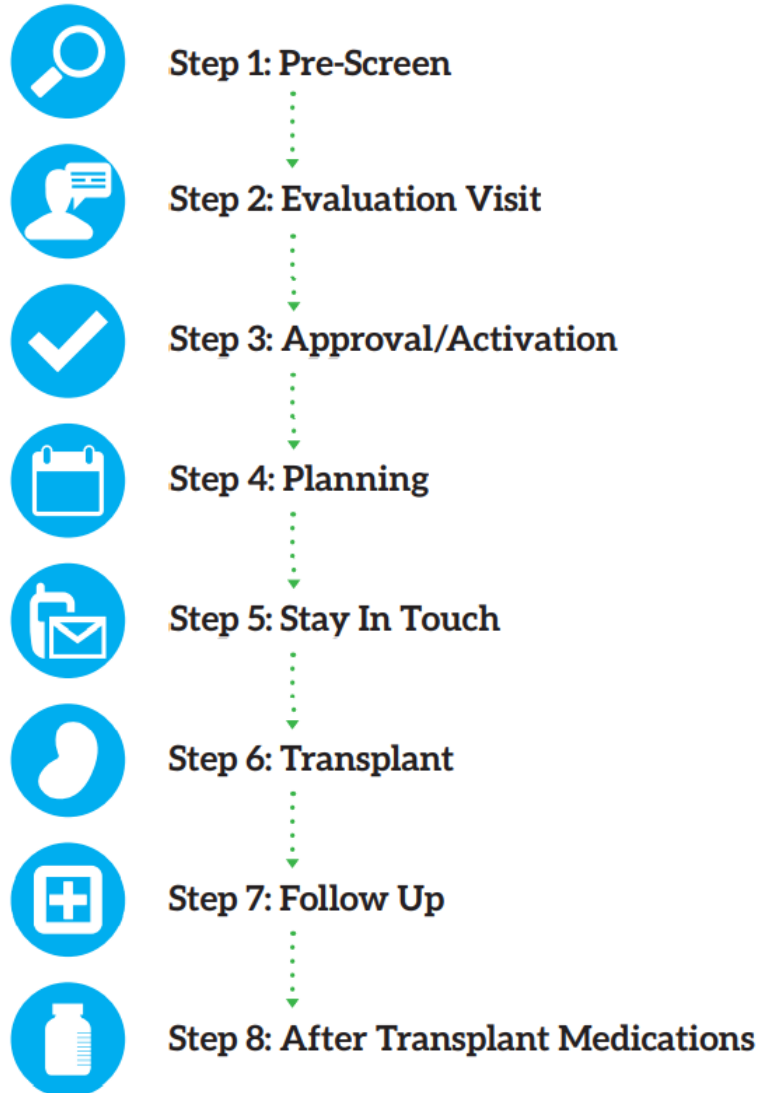 Step 1: Pre-Screen
Step 2: Evaluation Visit
Step 3: Approval/Activation
Step 4: Planning
Step 5: Stay In Touch
Step 6: Transplant
Step 7: Follow Up
Step 8: After Transplant Medications